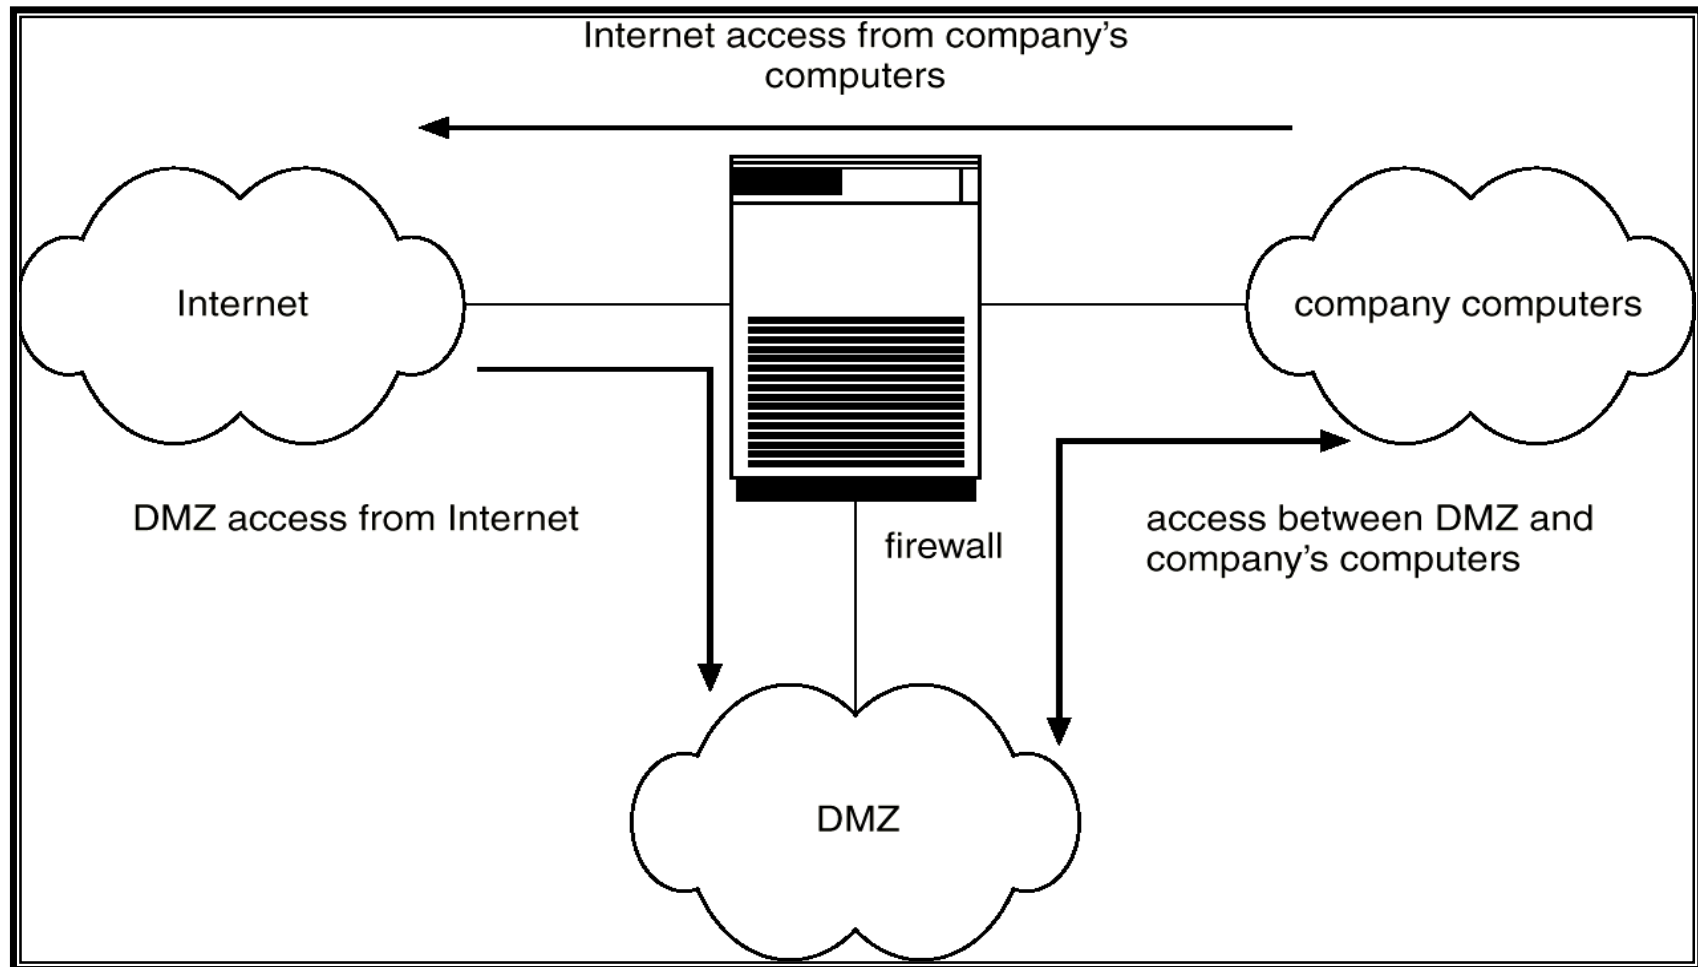 Internet access from company’s
computers
Internet
company computers
DMZ access from Internet
firewall
access between DMZ and
company’s computers
DMZ